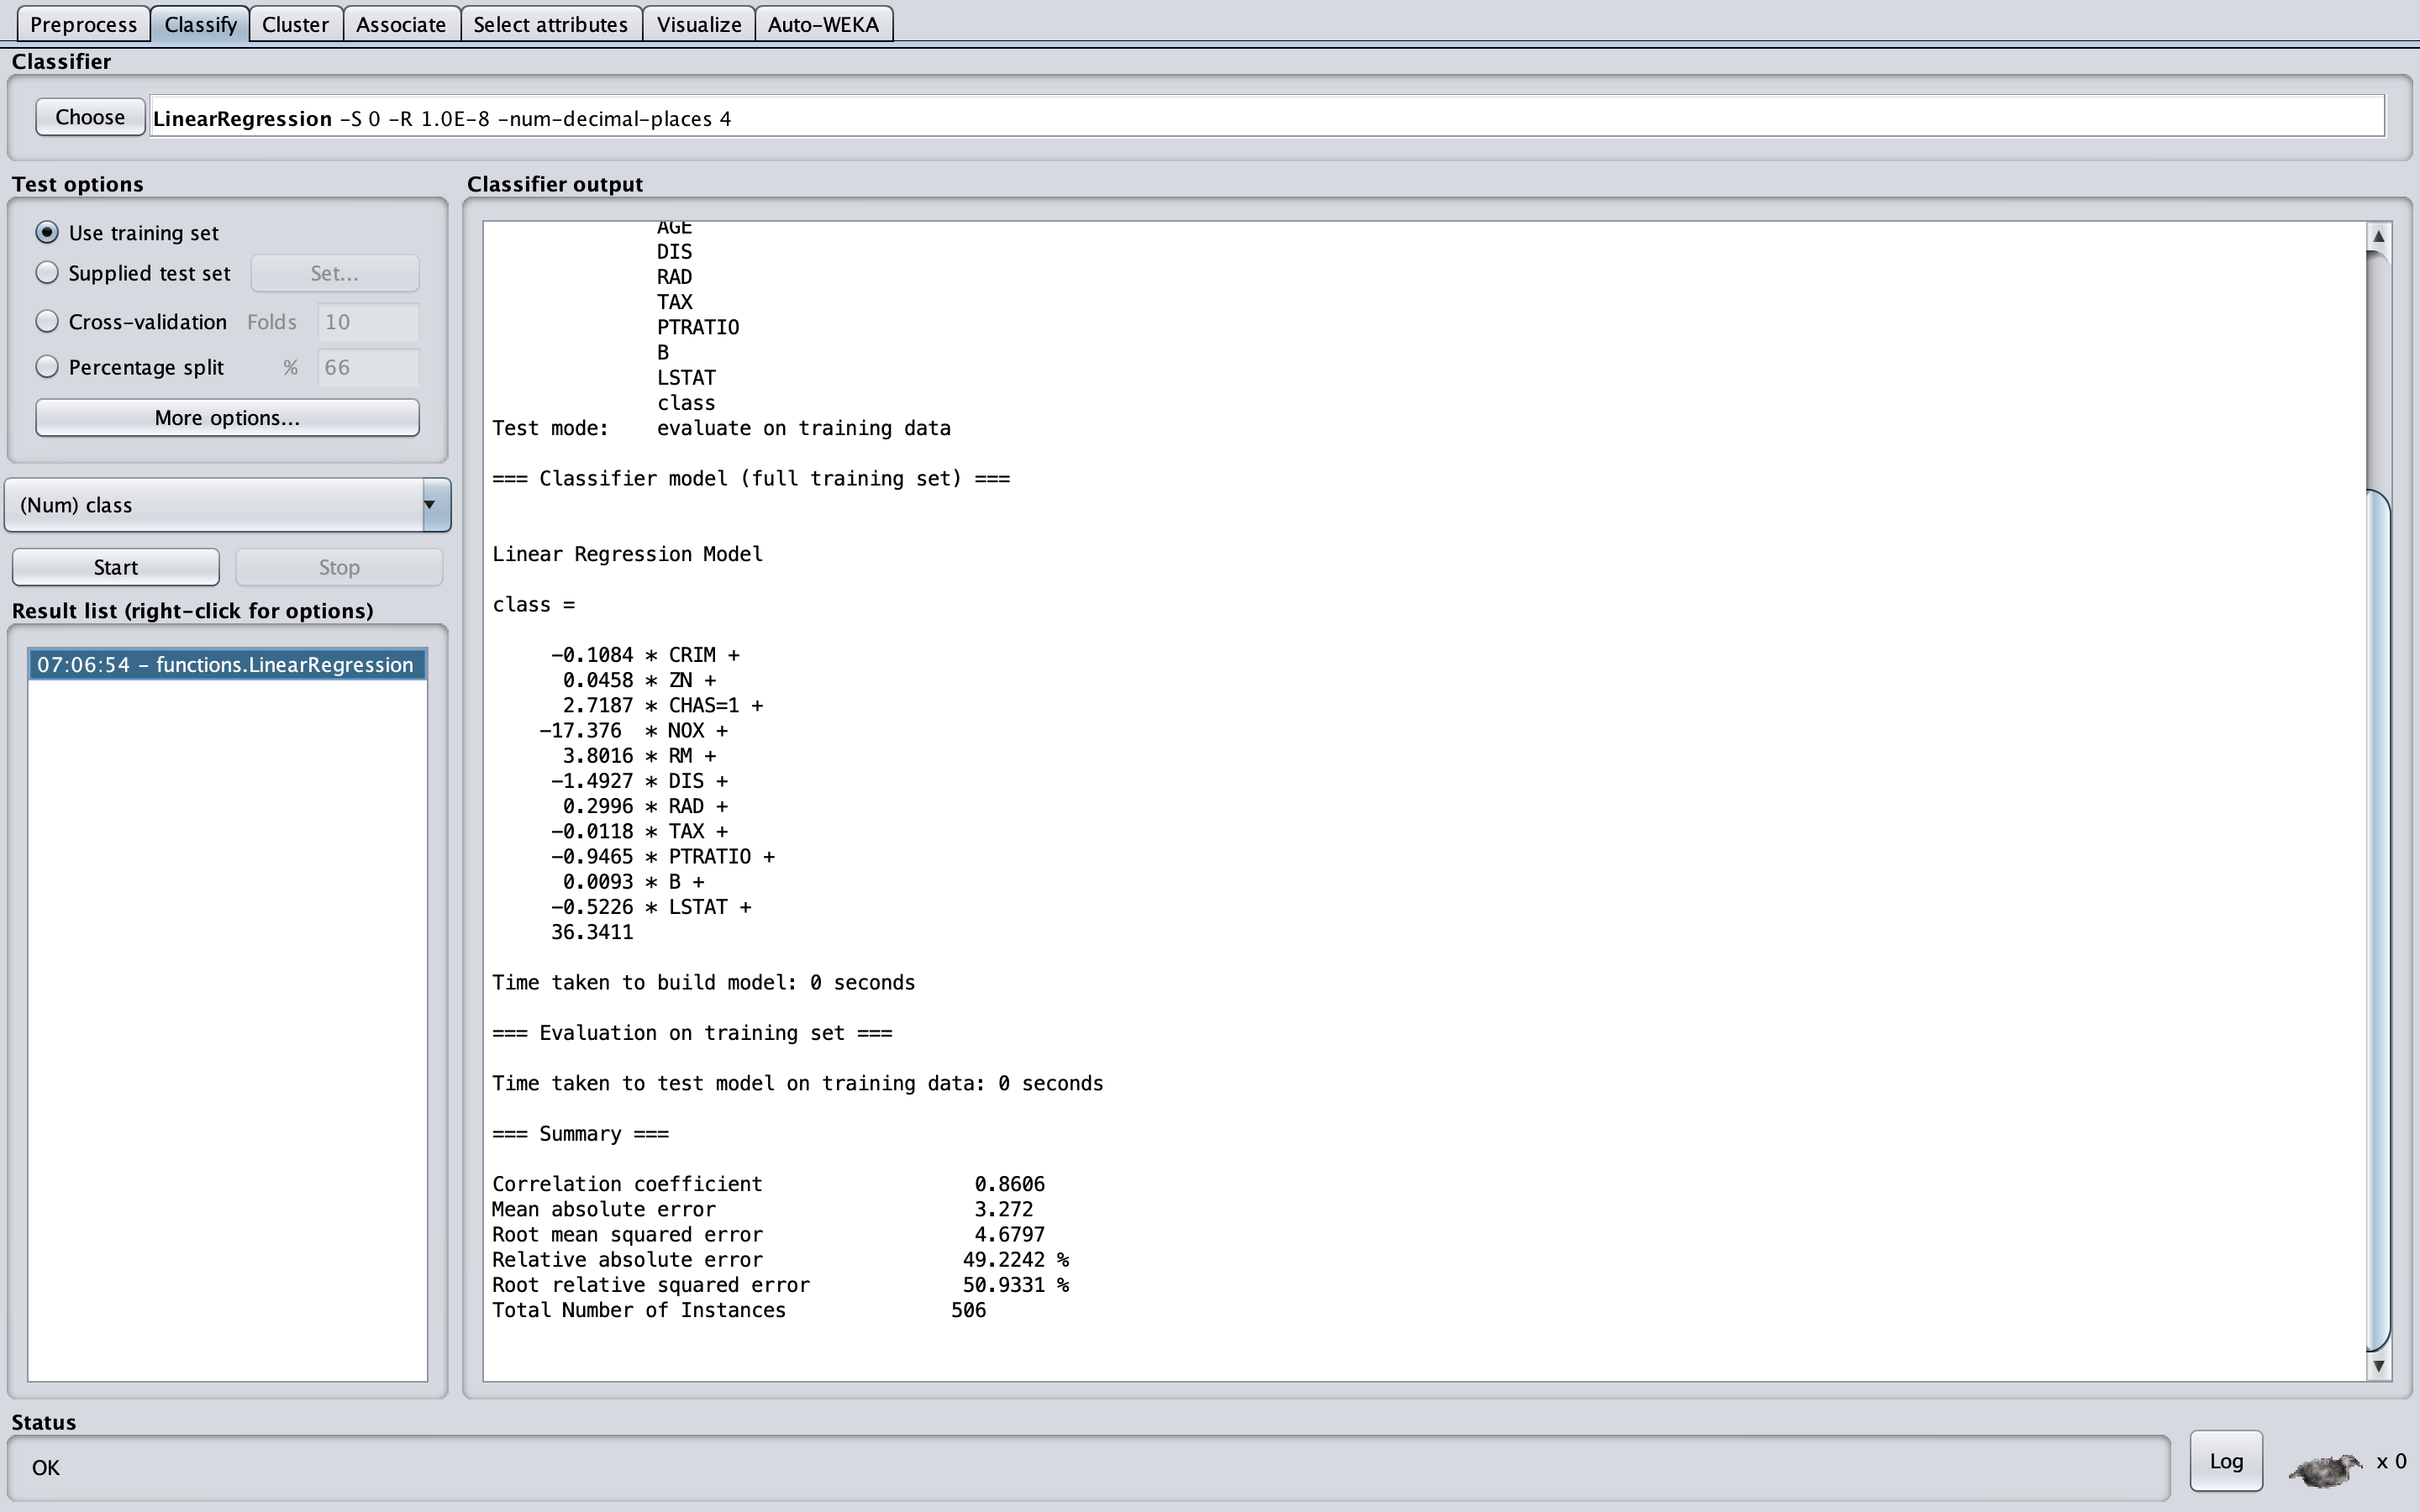 Preprocess Classify Cluster Associate Select attributes Visualize Auto-WEKA
Classifier
Choose LinearRegression -S 0 -R 1.0E-8 -num-decimal-places 4
Test options
Use training set
Supplied test set Set...
Cross-validation Folds 10
Percentage split % 66
More options...
(Num) class
Start Stop
Result list (right-click for options)
07:06:54 - functions.LinearRegression
Classifier output
AGE
DIS
RAD
TAX
PTRATIO
B
LSTAT
class
Test mode: evaluate on training data
=== Classifier model (full training set) ===
Linear Regression Model
class =
-0.1084 * CRIM +
0.0458 * ZN +
2.7187 * CHAS=1 +
-17.376 * NOX +
3.8016 * RM +
-1.4927 * DIS +
0.2996 * RAD +
-0.0118 * TAX +
-0.9465 * PTRATIO +
0.0093 * B +
-0.5226 * LSTAT +
36.3411
Time taken to build model: 0 seconds
=== Evaluation on training set ===
Time taken to test model on training data: 0 seconds
=== Summary ===
Correlation coefficient 0.8606
Mean absolute error 3.272
Root mean squared error 4.6797
Relative absolute error 49.2242 %
Root relative squared error 50.9331 %
Total Number of Instances 506
Status
OK
Log x 0